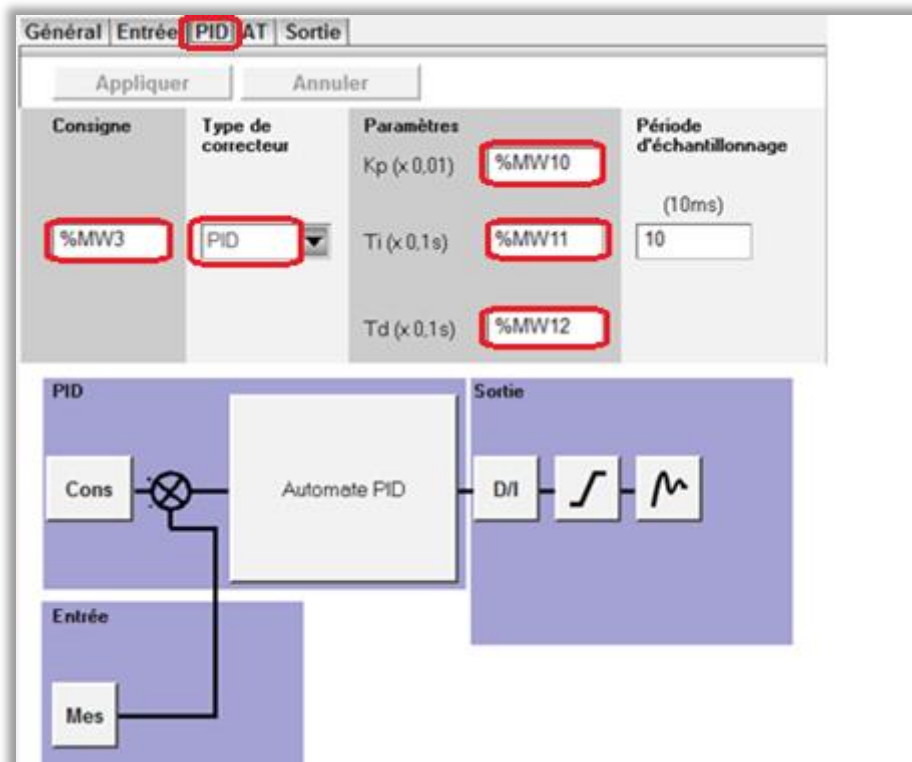 Général Entrée PID AT Sortie
Appliquer Annuler
Consigne
Type de
correcteur
Paramètres
Période
d'échantillonnage
Kp (x 0,01) %MW10
(10ms)
%MW3 PID Ti (x 0,1s) %MW11 10
Td (x 0,1s) %MW12
PID
Sortie
Cons Automate PID D/I
Entrée
Mes